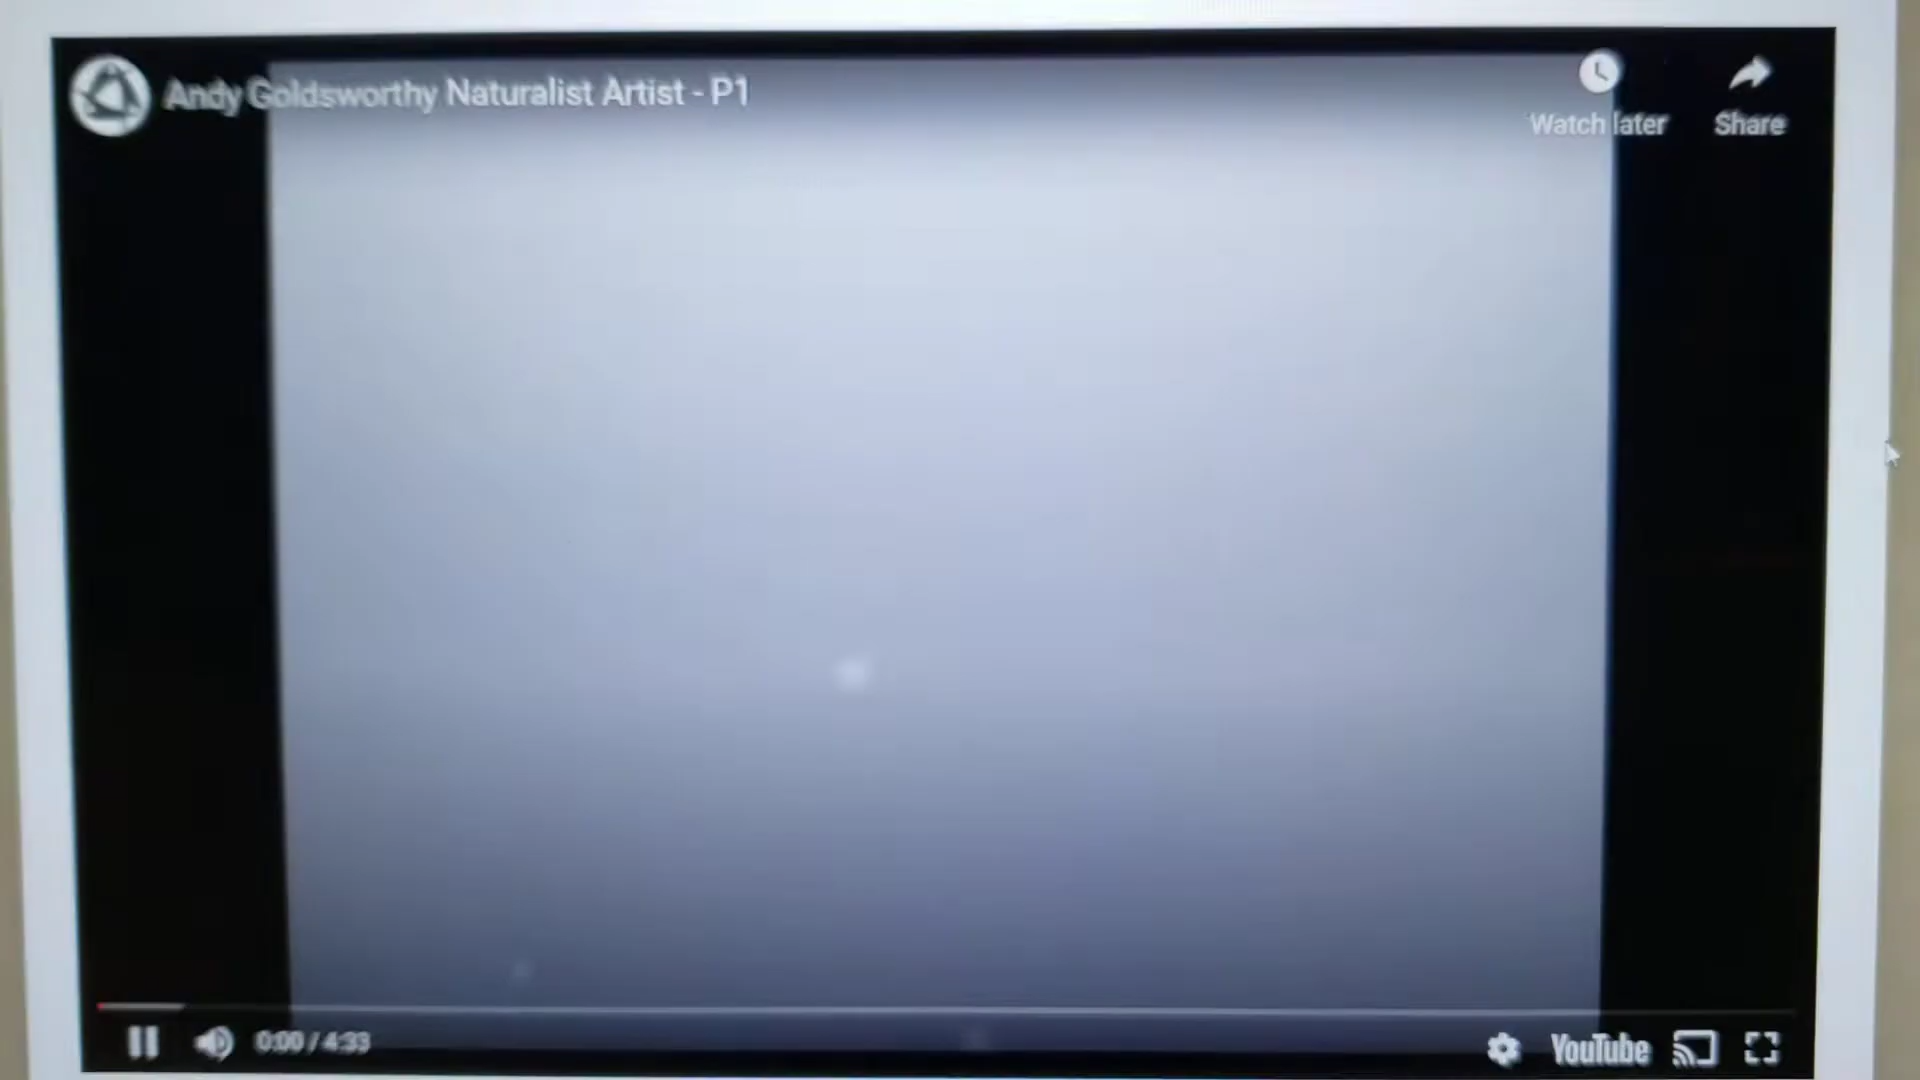 Andy Goldsworthy Naturalist Artist - P1
Watch later
Share
0:00 / 4:33
YouTube